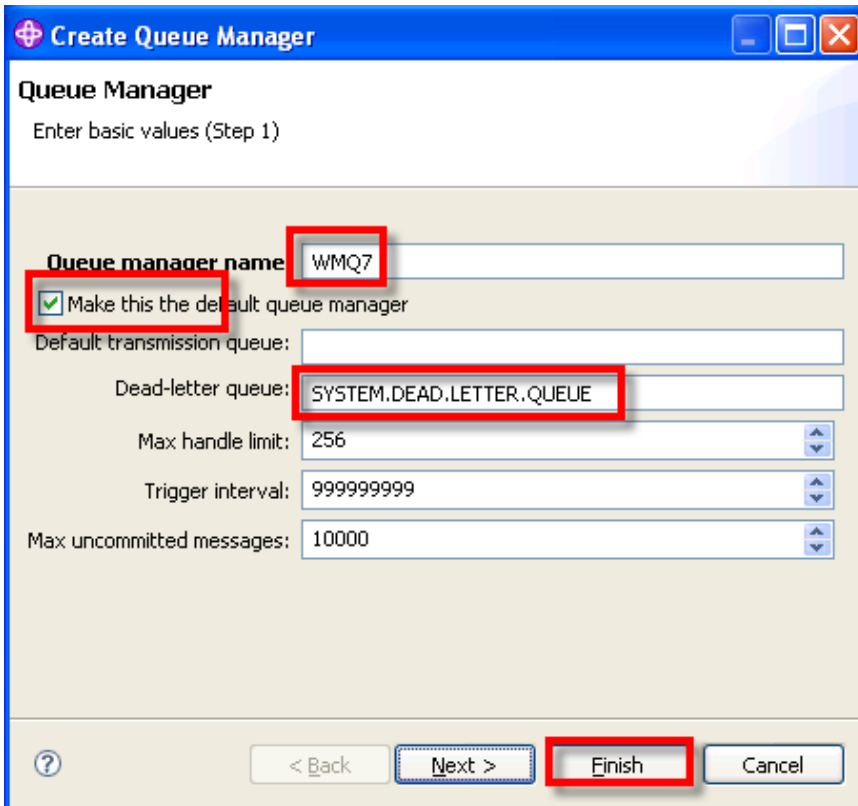 Create Queue Manager
Queue Manager
Enter basic values (Step 1)
Queue manager name
WMQ7
Make this the default queue manager
Default transmission queue:
Dead-letter queue: SYSTEM.DEAD.LETTER.QUEUE
Max handle limit: 256
Trigger interval: 999999999
Max uncommitted messages: 10000
? < Back Next > Finish Cancel